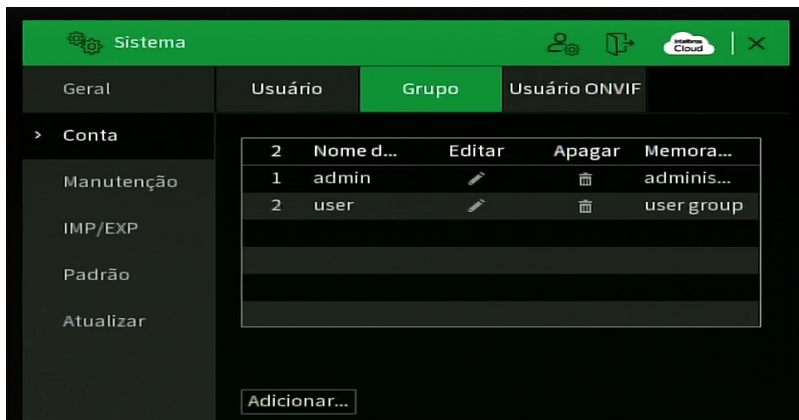 Sistema
intelbras
Cloud
Geral
Usuário Grupo Usuário ONVIF
> Conta
2 Nome d... Editar Apagar Memora...
1 admin adminis...
Manutenção
2 user user group
IMP/EXP
Padrão
Atualizar
Adicionar...